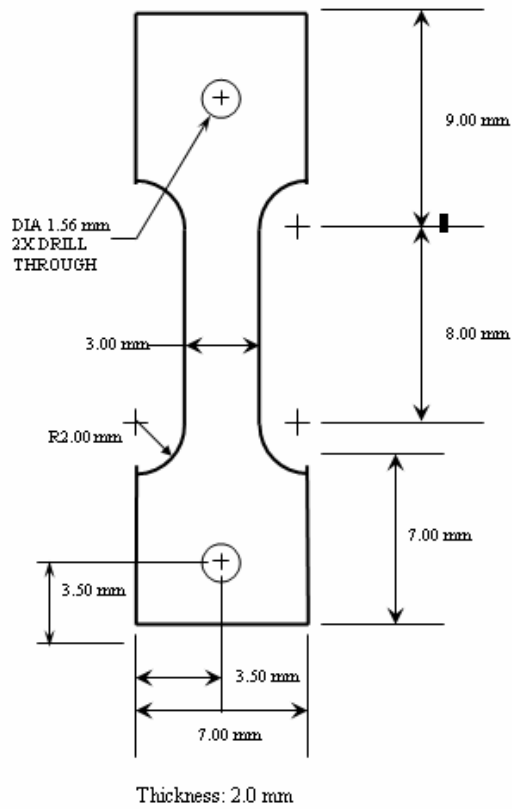 9.00 mm
DIA 1.56 mm
2X DRILL
THROUGH
8.00 mm
3.00 mm
R2.00 mm
7.00 mm
3.50 mm
3.50 mm
7.00 mm
Thickness: 2.0 mm